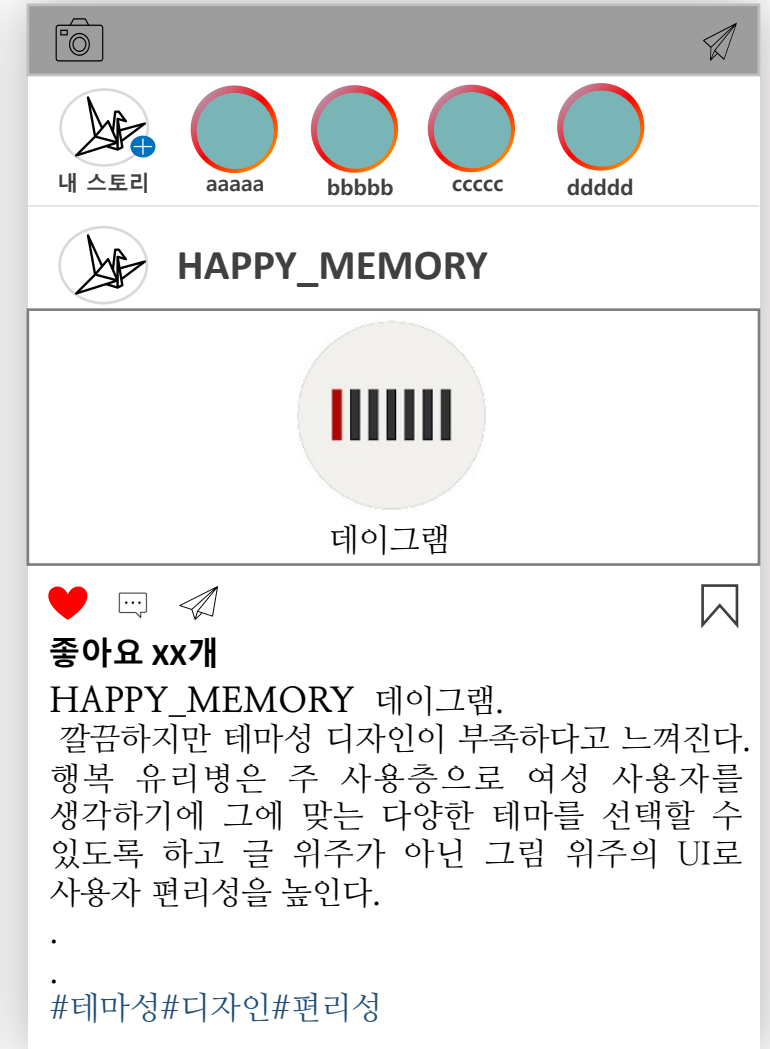 내 스토리 aaaaa bbbbb ccccc ddddd
HAPPY_MEMORY
데이그램
좋아요 xx개
HAPPY_MEMORY 데이그램.
깔끔하지만 테마성 디자인이 부족하다고 느껴진다.
행복 유리병은 주 사용층으로 여성 사용자를
생각하기에 그에 맞는 다양한 테마를 선택할 수
있도록 하고 글 위주가 아닌 그림 위주의 UI로
사용자 편리성을 높인다.
.
.
#테마성#디자인#편리성